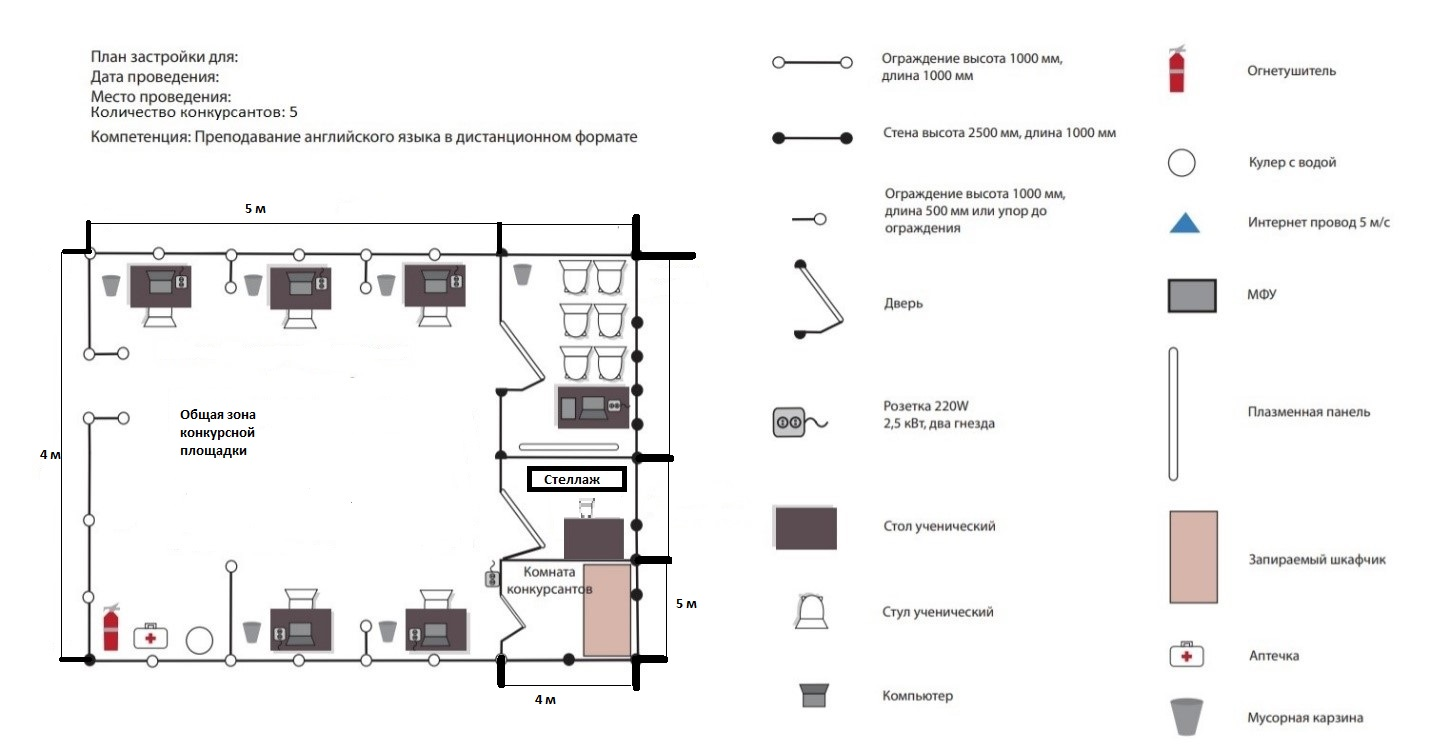 План застройки для:
Дата проведения:
Место проведения:
Количество конкурсантов: 5
Компетенция: Преподавание английского языка в дистанционном формате
5 м
4 м
Общая зона
конкурсной
площадки
Стеллаж
Комната
конкурсантов
5 м
4 м
Ограждение высота 1000 мм,
длина 1000 мм
Стена высота 2500 мм, длина 1000 мм
Ограждение высота 1000 мм,
длина 500 мм или упор до
ограждения
Дверь
Розетка 220W
2,5 кВт, два гнезда
Стол ученический
Стул ученический
Компьютер
Огнетушитель
Кулер с водой
Интернет провод 5 м/с
МФУ
Плазменная панель
Запираемый шкафчик
Аптечка
Мусорная карзина